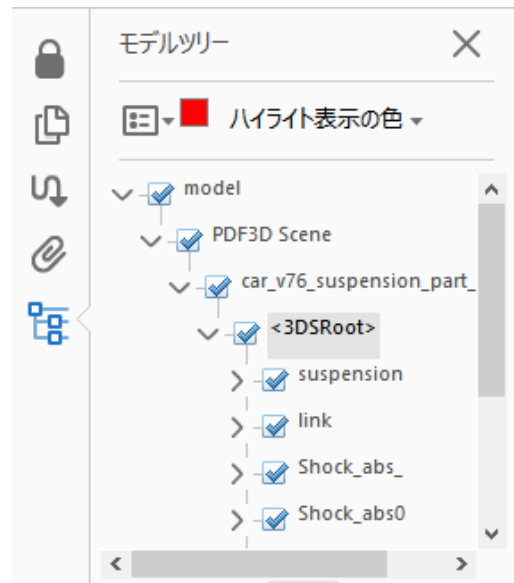 モデルツリー
ハイライト表示の色
model
PDF3D Scene
car_v76_suspension_part_
<3DSRoot>
suspension
link
Shock_abs_
Shock_abs0